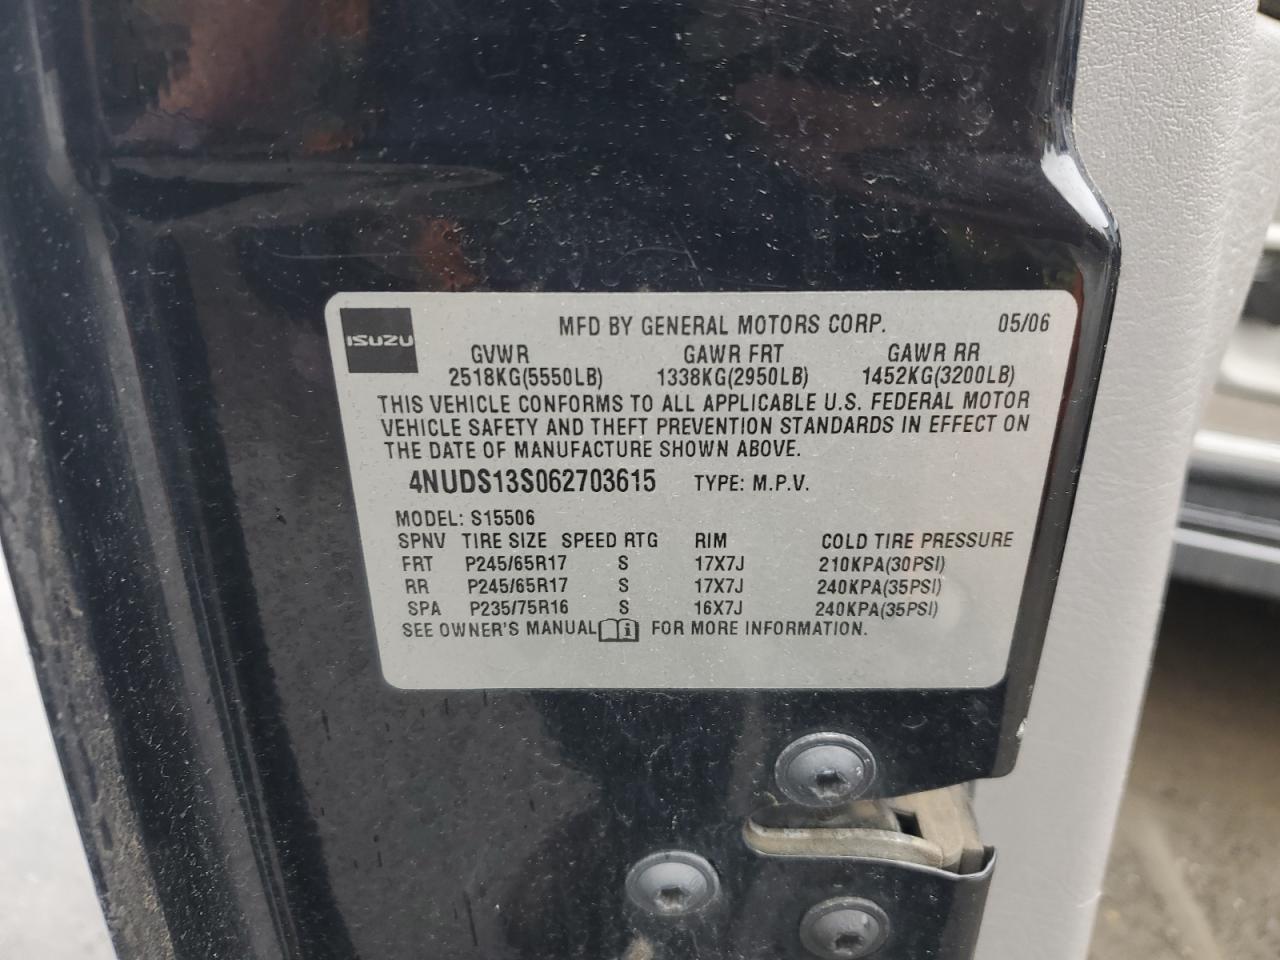 ISUZU
MFD BY GENERAL MOTORS CORP. 05/06
GVWR GAWR FRT GAWR RR
2518KG(5550LB) 1338KG(2950LB) 1452KG(3200LB)
THIS VEHICLE CONFORMS TO ALL APPLICABLE U.S. FEDERAL MOTOR
VEHICLE SAFETY AND THEFT PREVENTION STANDARDS IN EFFECT ON
THE DATE OF MANUFACTURE SHOWN ABOVE.
4NUDS13S062703615 TYPE: M.P.V.
MODEL: S15506
SPNV TIRE SIZE SPEED RTG RIM COLD TIRE PRESSURE
FRT P245/65R17 S 17X7J 210KPA(30PSI)
RR P245/65R17 S 17X7J 240KPA(35PSI)
SPA P235/75R16 S 16X7J 240KPA(35PSI)
SEE OWNER'S MANUAL i FOR MORE INFORMATION.